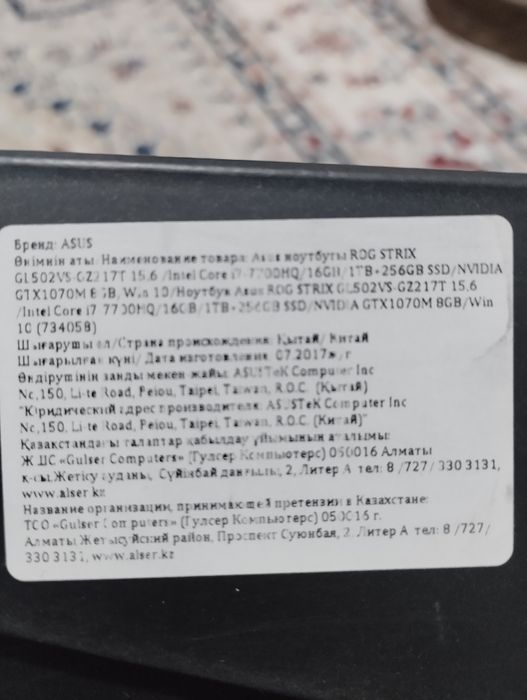 Бренд: ASUS
Өнімнің аты: Наименование товара: Asus ноутбугы ROG STRIX
GL502VS-GZ217T 15.6 /Intel Core i7-7700HQ/16GB/1TB+256GB SSD/NVIDIA
GTX1070M 8GB/Win 10/Ноутбук Asus ROG STRIX GL502VS-GZ217T 15.6
/Intel Core i7 7700HQ/16GB/1TB+256GB SSD/NVIDIA GTX1070M 8GB/Win
10 (734058)
Шығарушы ел/Страна происхождения: Қытай/ Китай
Шығарылған күні/ Дата изготовления: 07.2017ж/г
Өндірушінің заңды мекен-жайы: ASUSTeK Computer Inc
No,150, Li-te Road, Peiou, Taipei, Taiwan, R.O.C. (Қытай)
"Юридический адрес производителя: ASUSTeK Computer Inc
No,150, Li-te Road, Peiou, Taipei, Taiwan, R.O.C. (Китай)"
Қазақстандағы талаптар қабылдау ұйымының аталымы:
ЖШС «Gulser Computers» (Гулсер Компьютерс) 050016 Алматы
қ-сы.Жетісу ауданы, Сүйінбай даңғылы, 2, Литер А тел: 8 /727/ 330 3131,
www.alser.kz
Название организации, принимающей претензии в Казахстане:
ТОО «Gulser Computers» (Гулсер Компьютерс) 050016 г.
Алматы Жетысуйский район, Проспект Суюнбая, 2, Литер А тел: 8 /727/
330 3131, www.alser.kz